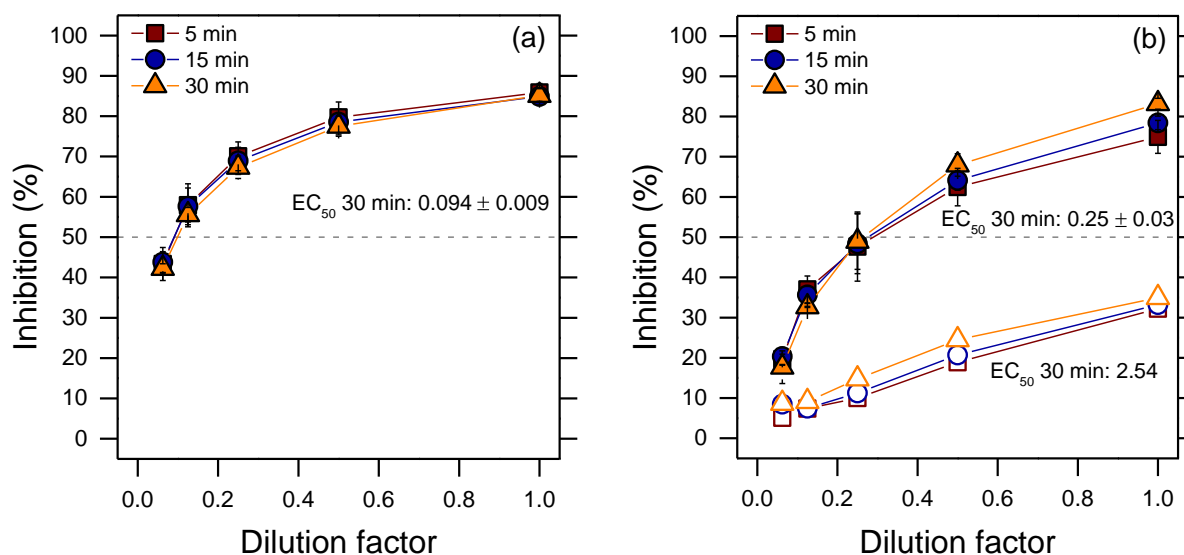 (a)
5 min
15 min
30 min
100
90
80
70
60
50
40
30
20
10
0
Inhibition (%)
EC50 30 min: 0.094 ± 0.009
0.0 0.2 0.4 0.6 0.8 1.0
Dilution factor
(b)
5 min
15 min
30 min
100
90
80
70
60
50
40
30
20
10
0
Inhibition (%)
EC50 30 min: 0.25 ± 0.03
EC50 30 min: 2.54
0.0 0.2 0.4 0.6 0.8 1.0
Dilution factor